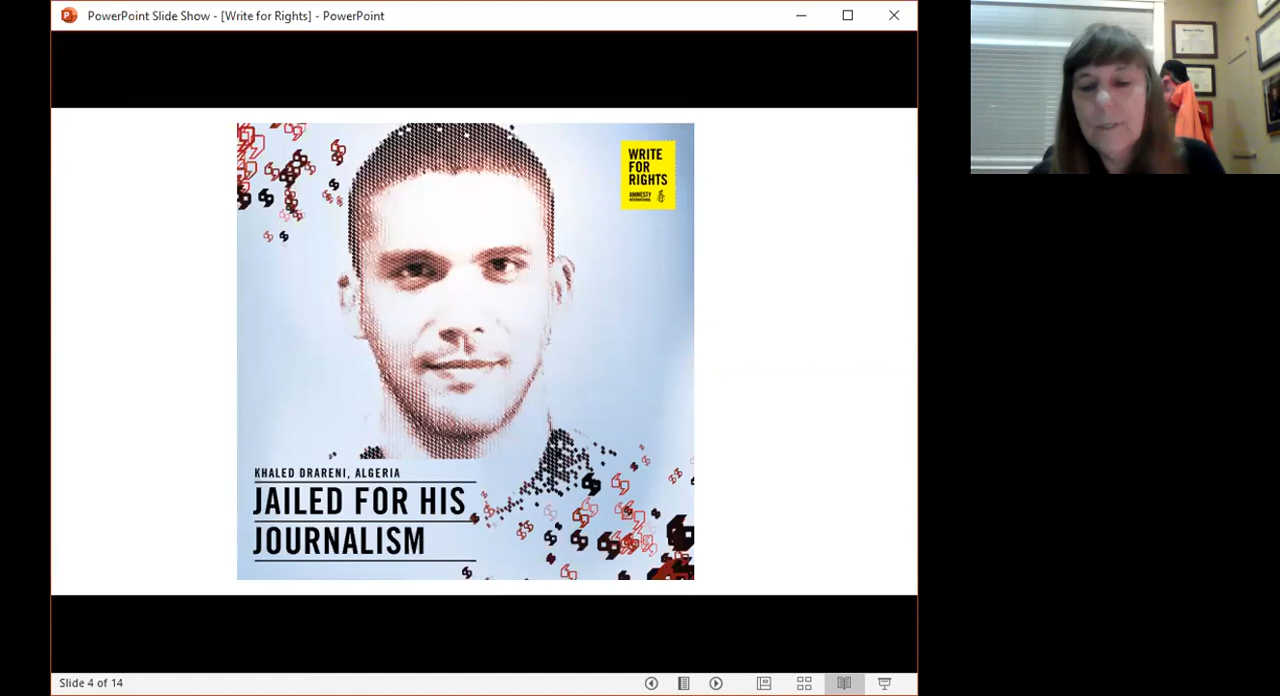 PowerPoint Slide Show - [Write for Rights] - PowerPoint
WRITE
FOR
RIGHTS
AMNESTY
INTERNATIONAL
KHALED DRARENI, ALGERIA
JAILED FOR HIS
JOURNALISM
Slide 4 of 14